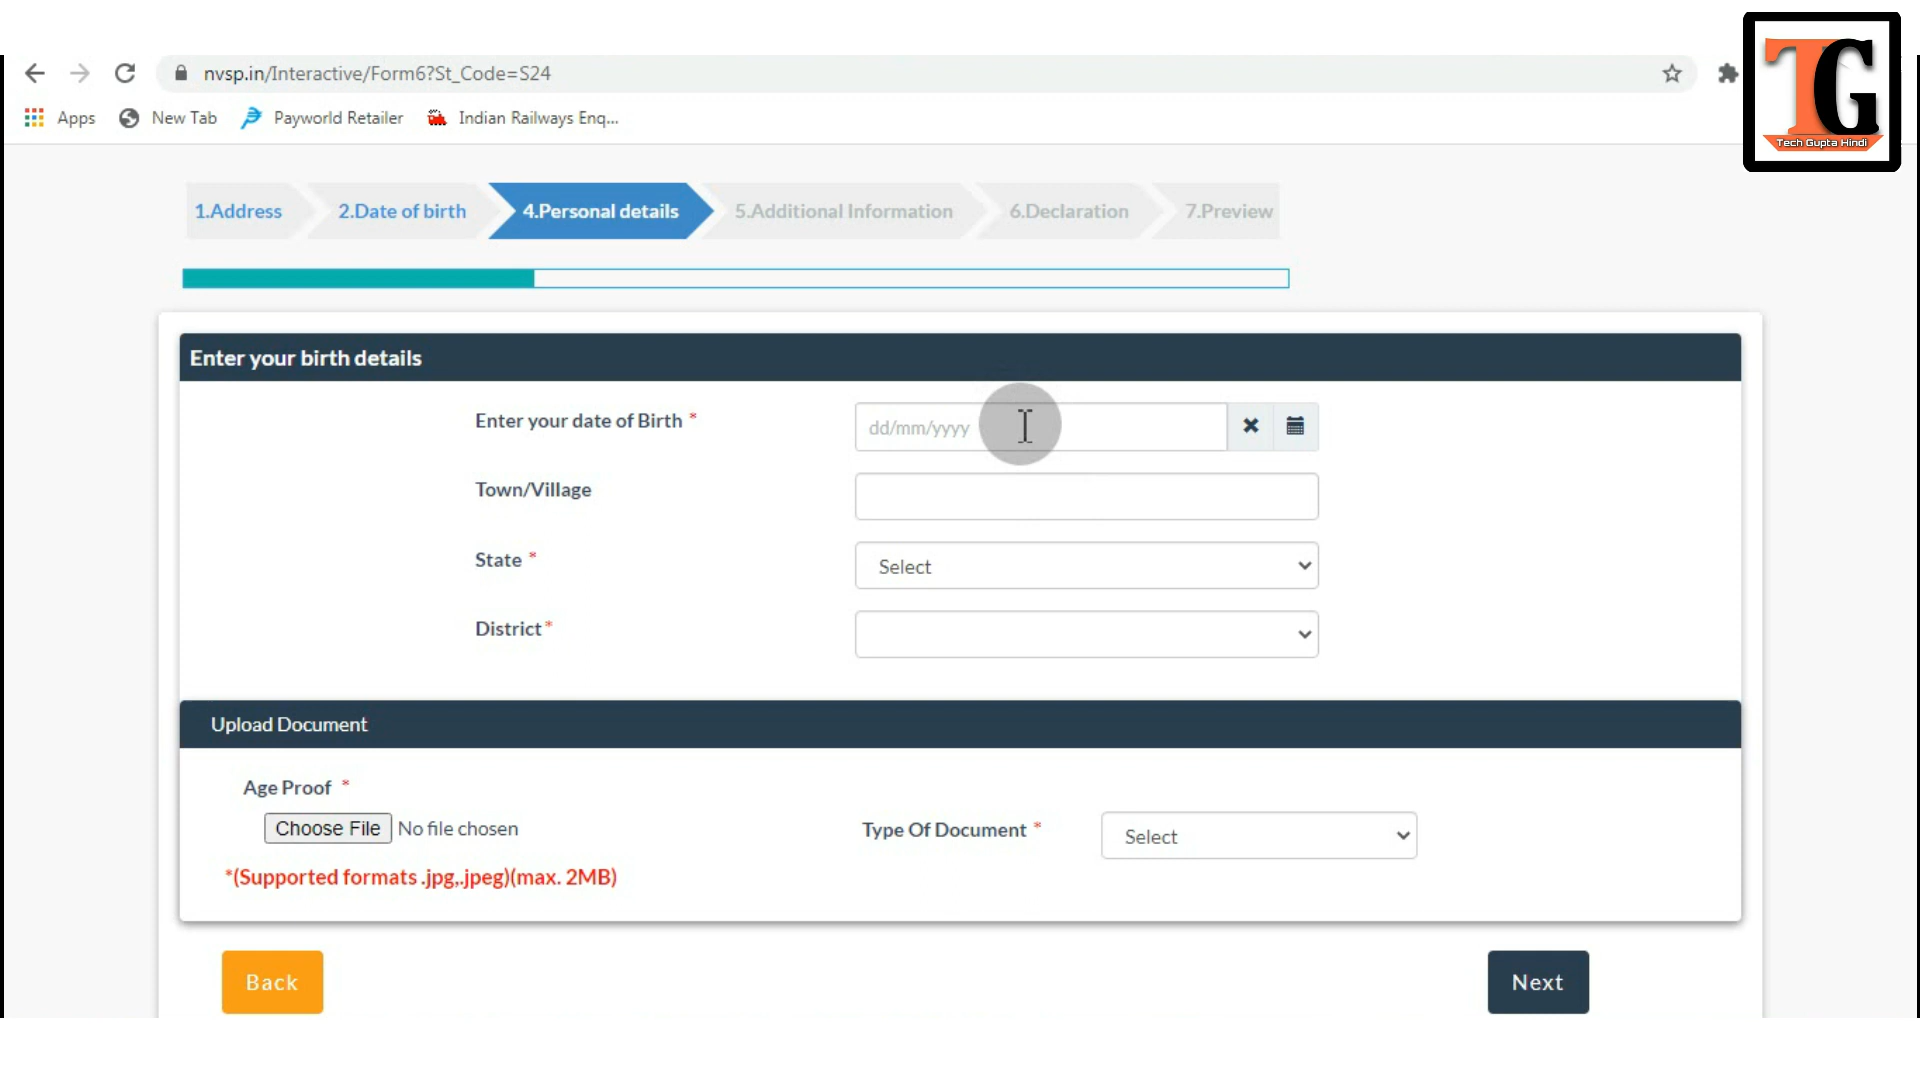 nvsp.in/Interactive/Form6?St_Code=S24
Apps New Tab Payworld Retailer Indian Railways Enq...
TG
Tech Gupta Hindi
1.Address 2.Date of birth 4.Personal details 5.Additional Information 6.Declaration 7.Preview
Enter your birth details
Enter your date of Birth * dd/mm/yyyy
Town/Village
State * Select
District*
Upload Document
Age Proof *
Choose File No file chosen Type Of Document * Select
*(Supported formats .jpg,.jpeg)(max. 2MB)
Back Next